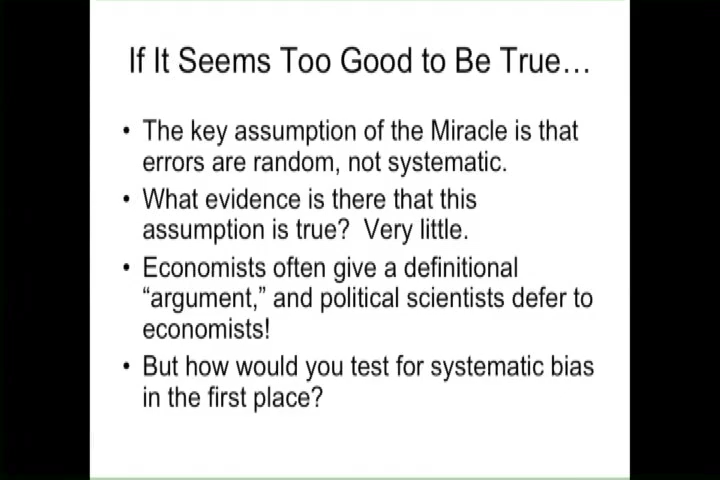 If It Seems Too Good to Be True…
• The key assumption of the Miracle is that
errors are random, not systematic.
• What evidence is there that this
assumption is true?  Very little.
• Economists often give a definitional
“argument,” and political scientists defer to
economists!
• But how would you test for systematic bias
in the first place?